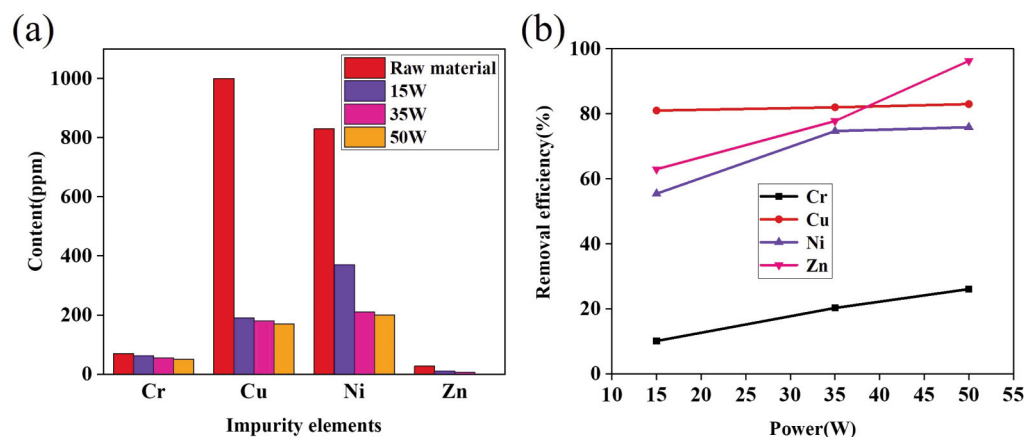 (a)
Content(ppm)
1000
800
600
400
200
0
Raw material
15W
35W
50W
Cr Cu Ni Zn
Impurity elements
(b)
Removal efficiency(%)
100
80
60
40
20
0
Cr
Cu
Ni
Zn
10 15 20 25 30 35 40 45 50 55
Power(W)